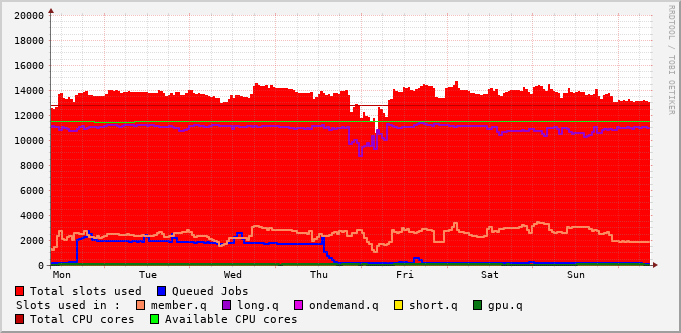 20000
18000
16000
14000
12000
10000
8000
6000
4000
2000
0
Mon Tue Wed Thu Fri Sat Sun
Total slots used Queued Jobs
Slots used in : member.q long.q ondemand.q short.q gpu.q
Total CPU cores Available CPU cores
RRDTOOL / TOBI OETIKER